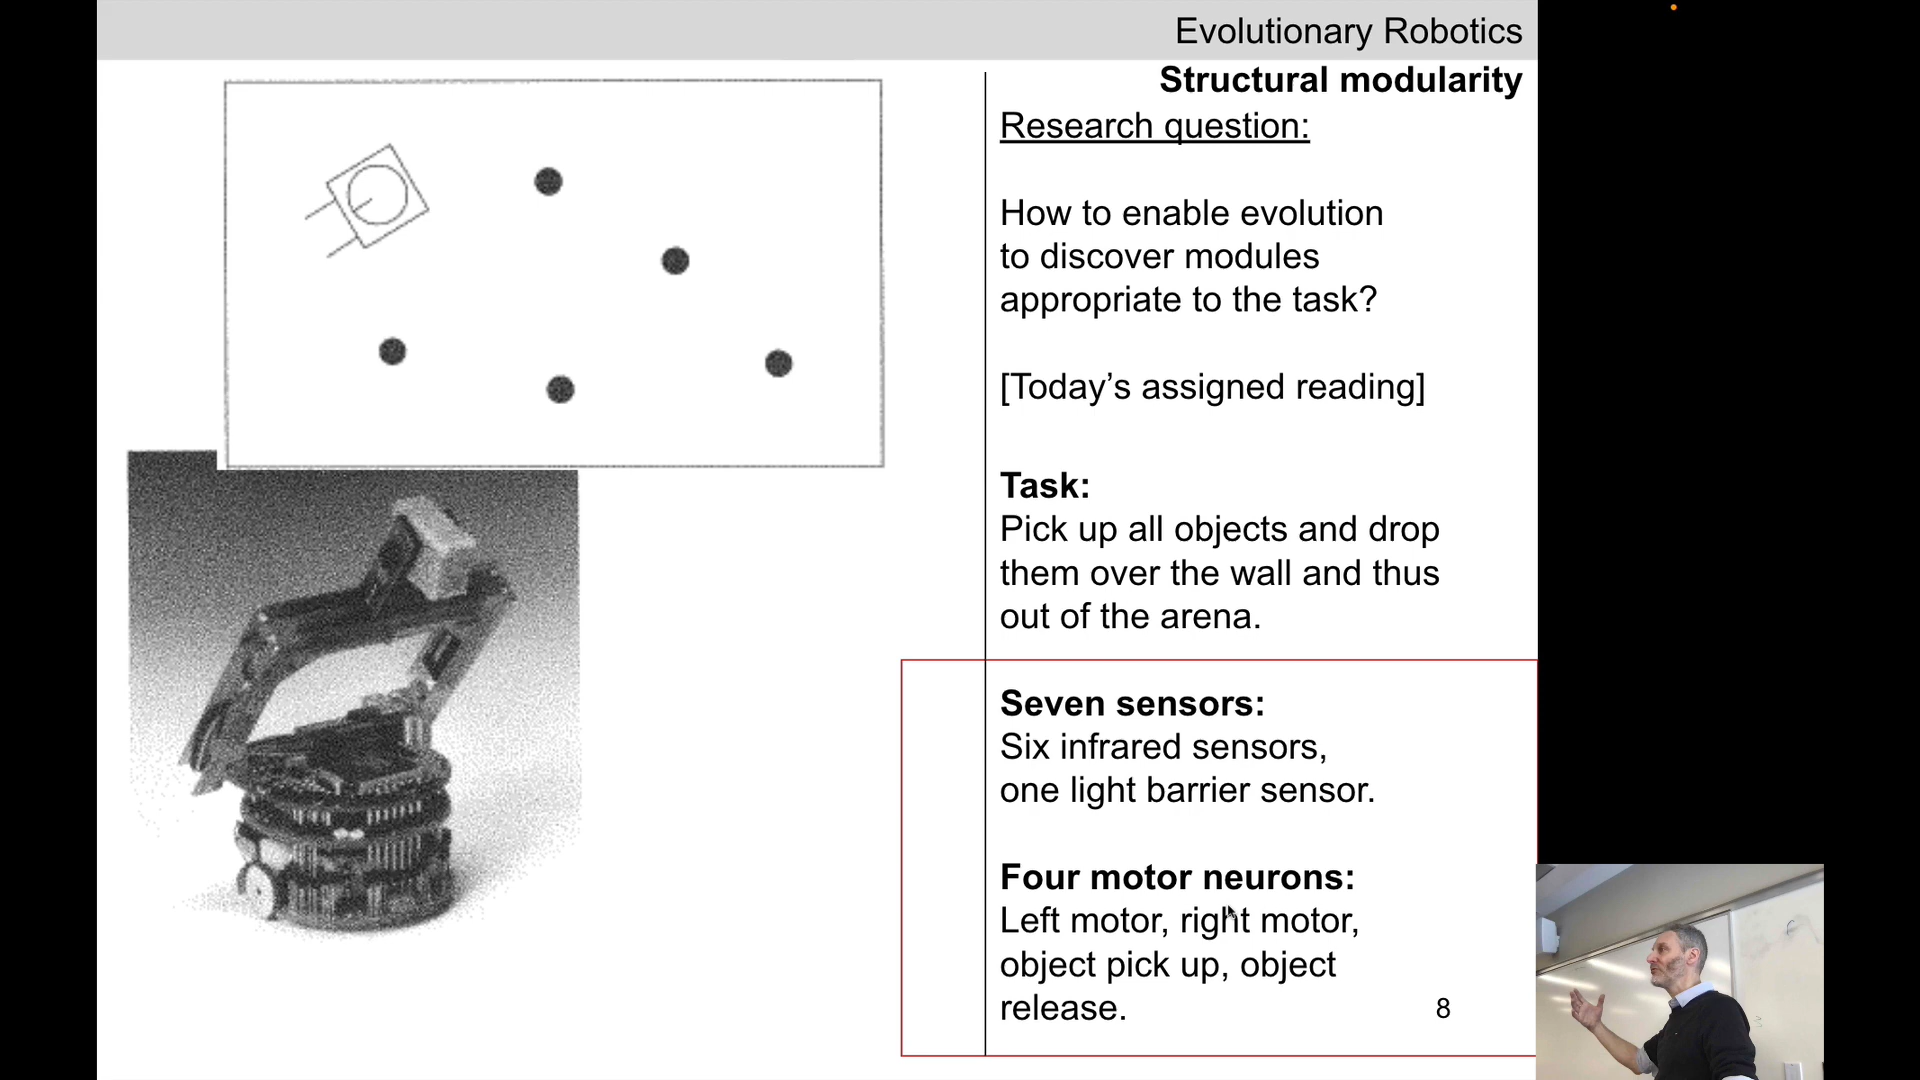 Evolutionary Robotics
Structural modularity
Research question:
How to enable evolution
to discover modules
appropriate to the task?
[Today’s assigned reading]
Task:
Pick up all objects and drop
them over the wall and thus
out of the arena.
Seven sensors:
Six infrared sensors,
one light barrier sensor.
Four motor neurons:
Left motor, right motor,
object pick up, object
release.
8